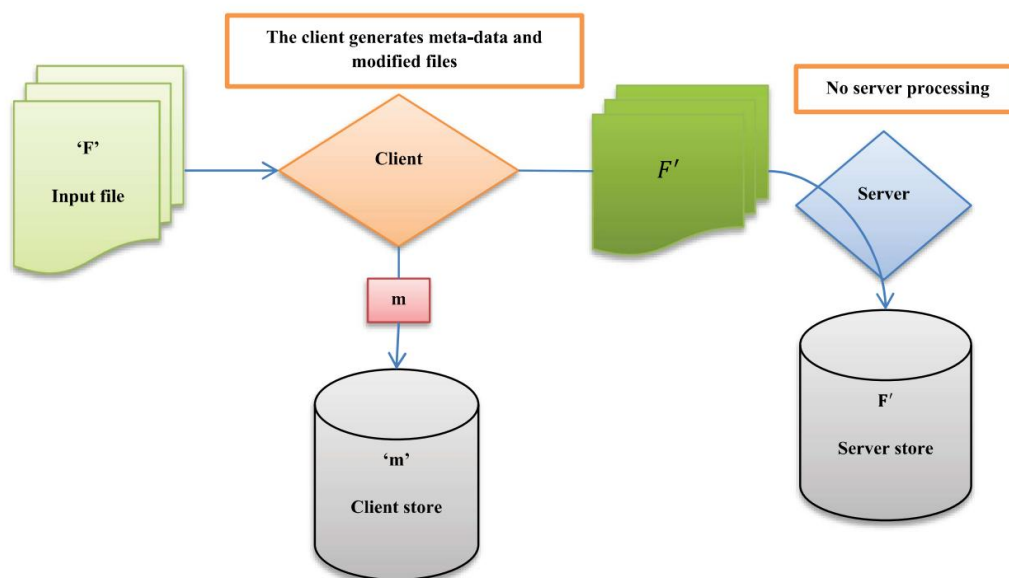 The client generates meta-data and
modified files
No server processing
‘F’
Input file
Client
F′
Server
m
‘m’
Client store
F′
Server store